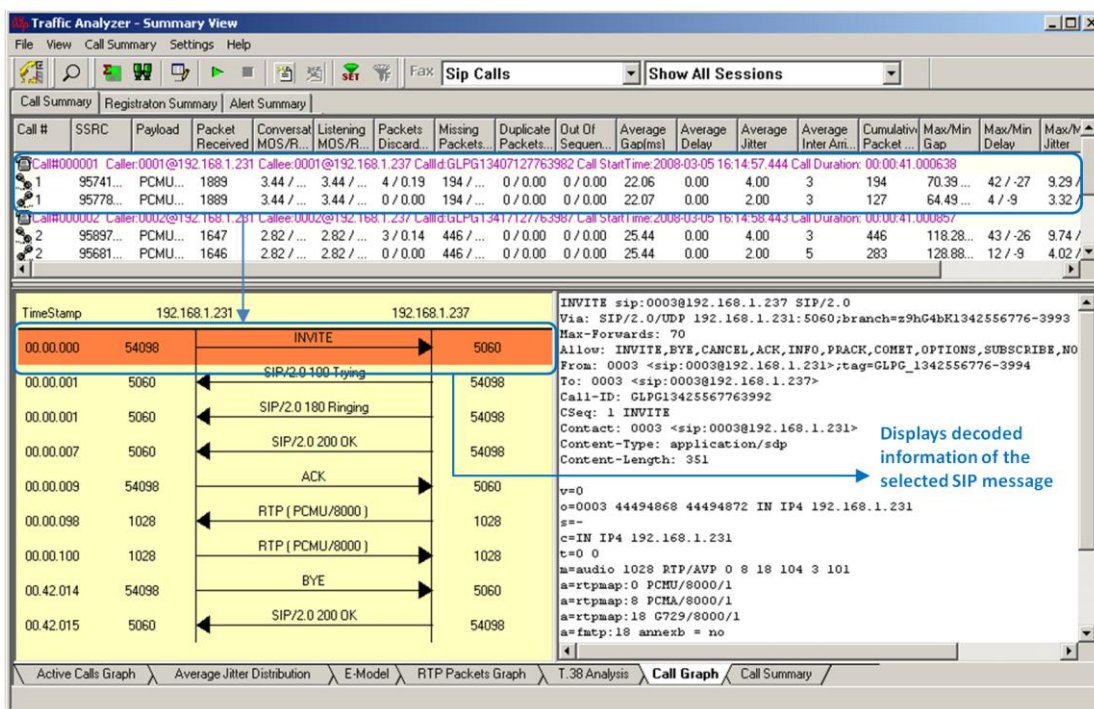 Traffic Analyzer - Summary View
File View Call Summary Settings Help
SET Fax Sip Calls Show All Sessions
Call Summary Registraton Summary Alert Summary
Call # SSRC Payload Packet Received Conversat MOS/R... Listening MOS/R... Packets Discard... Missing Packets... Duplicate Packets... Out Of Sequen... Average Gap(ms) Average Delay Average Jitter Average Inter Arri... Cumulativ Packet ... Max/Min Gap Max/Min Delay Max/M Jitter
Call#000001 Caller:0001@192.168.1.231 Callee:0001@192.168.1.237 CallId:GLPG13407127763982 Call StartTime:2008-03-05 16:14:57.444 Call Duration: 00:00:41.000638
1 95741... PCMU... 1889 3.44 / ... 3.44 / ... 4 / 0.19 194 / ... 0 / 0.00 0 / 0.00 22.06 0.00 4.00 3 194 70.39 ... 42 / -27 9.29 /
1 95778... PCMU... 1889 3.44 / ... 3.44 / ... 0 / 0.00 194 / ... 0 / 0.00 0 / 0.00 22.07 0.00 2.00 3 127 64.49 ... 4 / -9 3.32 /
Call#000002 Caller:0002@192.168.1.231 Callee:0002@192.168.1.237 CallId:GLPG13417127763987 Call StartTime:2008-03-05 16:14:58.443 Call Duration: 00:00:41.000857
2 95897... PCMU... 1647 2.82 / ... 2.82 / ... 3 / 0.14 446 / ... 0 / 0.00 0 / 0.00 25.44 0.00 4.00 3 446 118.28... 43 / -26 9.74 /
2 95681... PCMU... 1646 2.82 / ... 2.82 / ... 0 / 0.00 446 / ... 0 / 0.00 0 / 0.00 25.44 0.00 2.00 5 283 128.88... 12 / -9 4.02 /
TimeStamp 192.168.1.231 192.168.1.237
00.00.000 54098 INVITE 5060
00.00.001 5060 SIP/2.0 100 Trying 54098
00.00.001 5060 SIP/2.0 180 Ringing 54098
00.00.007 5060 SIP/2.0 200 OK 54098
00.00.009 54098 ACK 5060
00.00.098 1028 RTP ( PCMU/8000 ) 1028
00.00.100 1028 RTP ( PCMU/8000 ) 1028
00.42.014 54098 BYE 5060
00.42.015 5060 SIP/2.0 200 OK 54098
INVITE sip:0003@192.168.1.237 SIP/2.0
Via: SIP/2.0/UDP 192.168.1.231:5060;branch=z9hG4bK1342556776-3993
Max-Forwards: 70
Allow: INVITE,BYE,CANCEL,ACK,INFO,PRACK,COMET,OPTIONS,SUBSCRIBE,NO
From: 0003 <sip:0003@192.168.1.231>;tag=GLPG_1342556776-3994
To: 0003 <sip:0003@192.168.1.237>
Call-ID: GLPG13425567763992
CSeq: 1 INVITE
Contact: 0003 <sip:0003@192.168.1.231>
Content-Type: application/sdp
Content-Length: 351
v=0
o=0003 44494868 44494872 IN IP4 192.168.1.231
s=-
c=IN IP4 192.168.1.231
t=0 0
m=audio 1028 RTP/AVP 0 8 18 104 3 101
a=rtpmap:0 PCMU/8000/1
a=rtpmap:8 PCMA/8000/1
a=rtpmap:18 G729/8000/1
a=fmtp:18 annexb = no
Displays decoded
information of the
selected SIP message
Active Calls Graph Average Jitter Distribution E-Model RTP Packets Graph T.38 Analysis Call Graph Call Summary